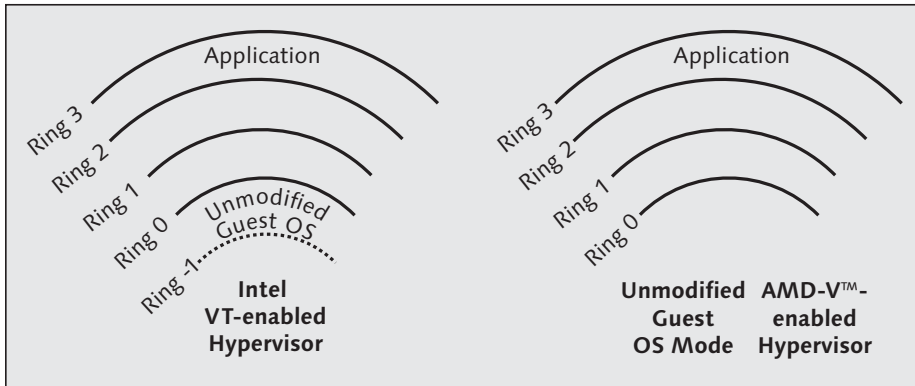 Application
Ring 3
Ring 2
Ring 1
Ring 0
Unmodified
Guest OS
Ring -1
Intel
VT-enabled
Hypervisor
Application
Ring 3
Ring 2
Ring 1
Ring 0
Unmodified
Guest
OS Mode
AMD-V™-
enabled
Hypervisor